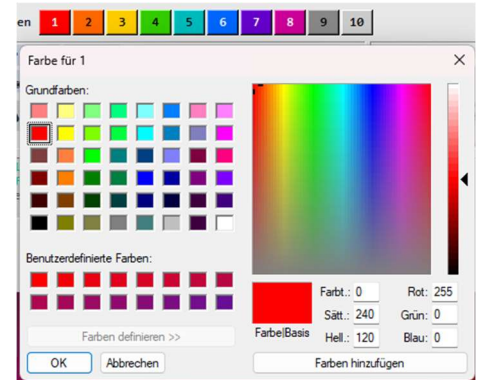 en 1 2 3 4 5 6 7 8 9 10
Farbe für 1
Grundfarben:
Benutzerdefinierte Farben:
Farben definieren >>
OK Abbrechen
Farbe|Basis
Farbt.: 0 Rot: 255
Sätt.: 240 Grün: 0
Hell.: 120 Blau: 0
Farben hinzufügen